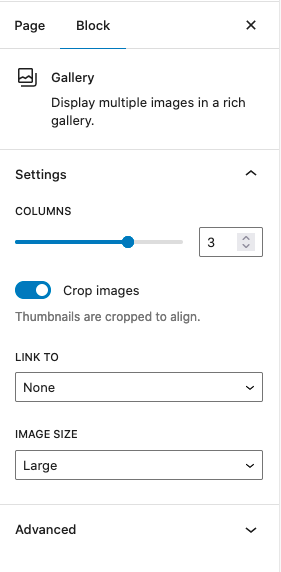 Page Block
Gallery
Display multiple images in a rich
gallery.
Settings
COLUMNS
3
Crop images
Thumbnails are cropped to align.
LINK TO
None
IMAGE SIZE
Large
Advanced